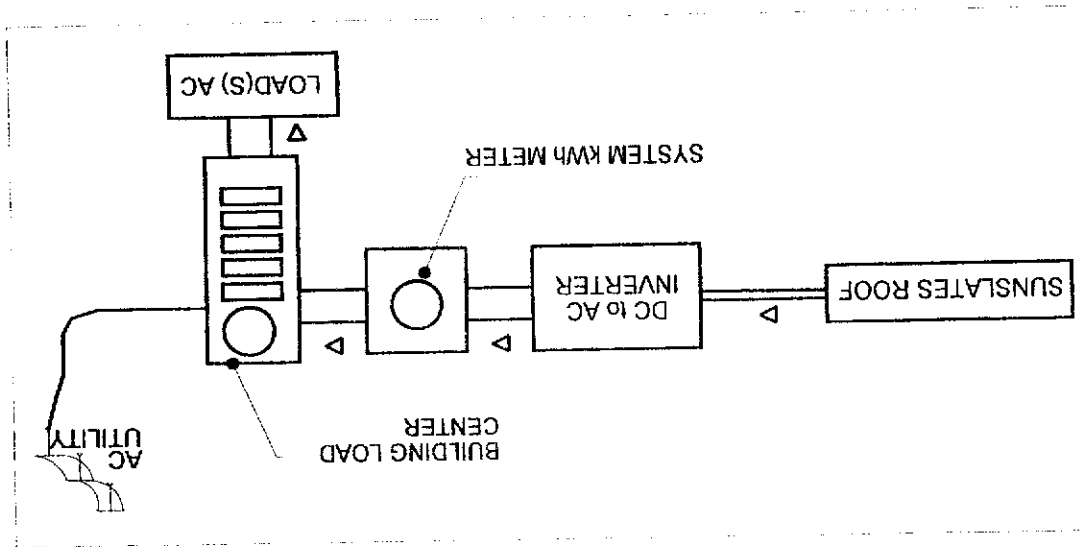 BUILDING LOAD
CENTER
AC
UTILITY
SUNSLATES ROOF
DC to AC
INVERTER
SYSTEM kWh METER
LOAD(S) AC